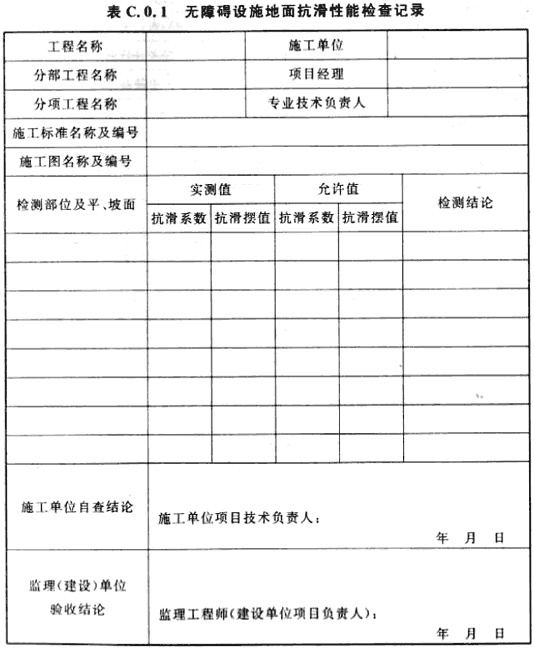 表 C.0.1 无障碍设施地面抗滑性能检查记录
工程名称 施工单位
分部工程名称 项目经理
分项工程名称 专业技术负责人
施工标准名称及编号
施工图名称及编号
检测部位及平、坡面 实测值 允许值 检测结论
抗滑系数 抗滑摆值 抗滑系数 抗滑摆值
施工单位自查结论
施工单位项目技术负责人：
年 月 日
监理(建设)单位
验收结论
监理工程师(建设单位项目负责人)：
年 月 日